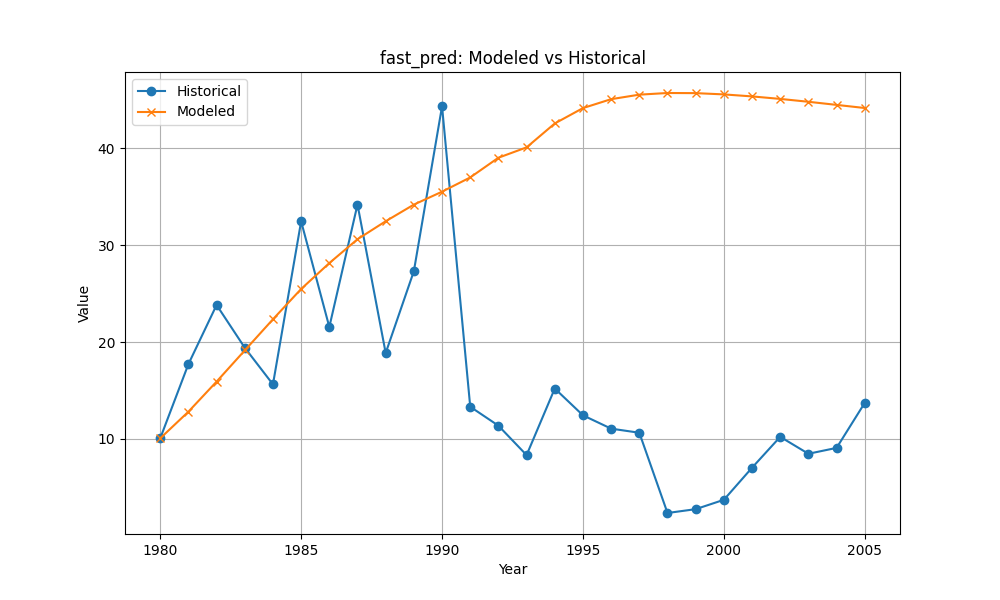 fast_pred: Modeled vs Historical
Historical
Modeled
Value
40
30
20
10
1980 1985 1990 1995 2000 2005
Year